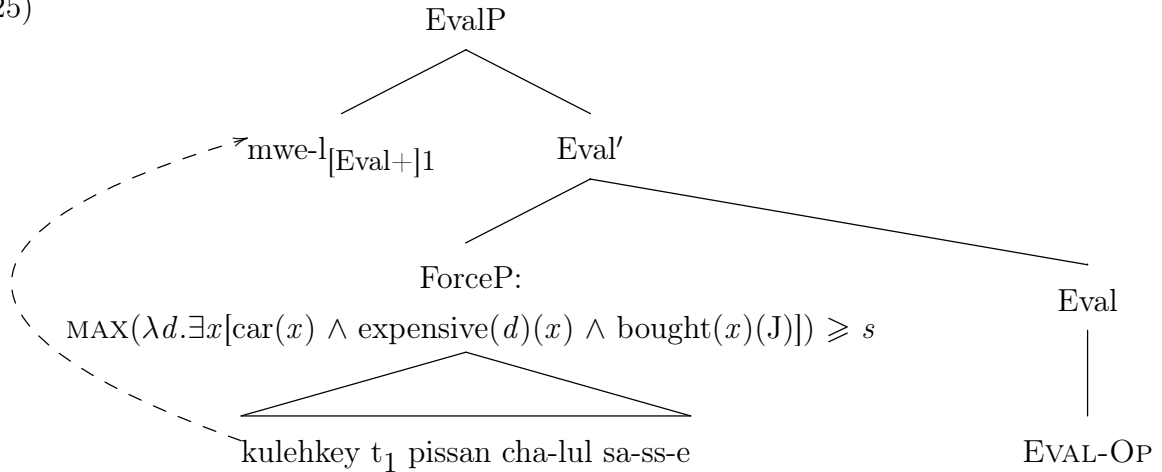 25)
EvalP
mwe-l[Eval+]1
Eval′
ForceP:
Eval
MAX(λd.∃x[car(x) ∧ expensive(d)(x) ∧ bought(x)(J)]) ⩾ s
kulehkey t1 pissan cha-lul sa-ss-e
EVAL-OP